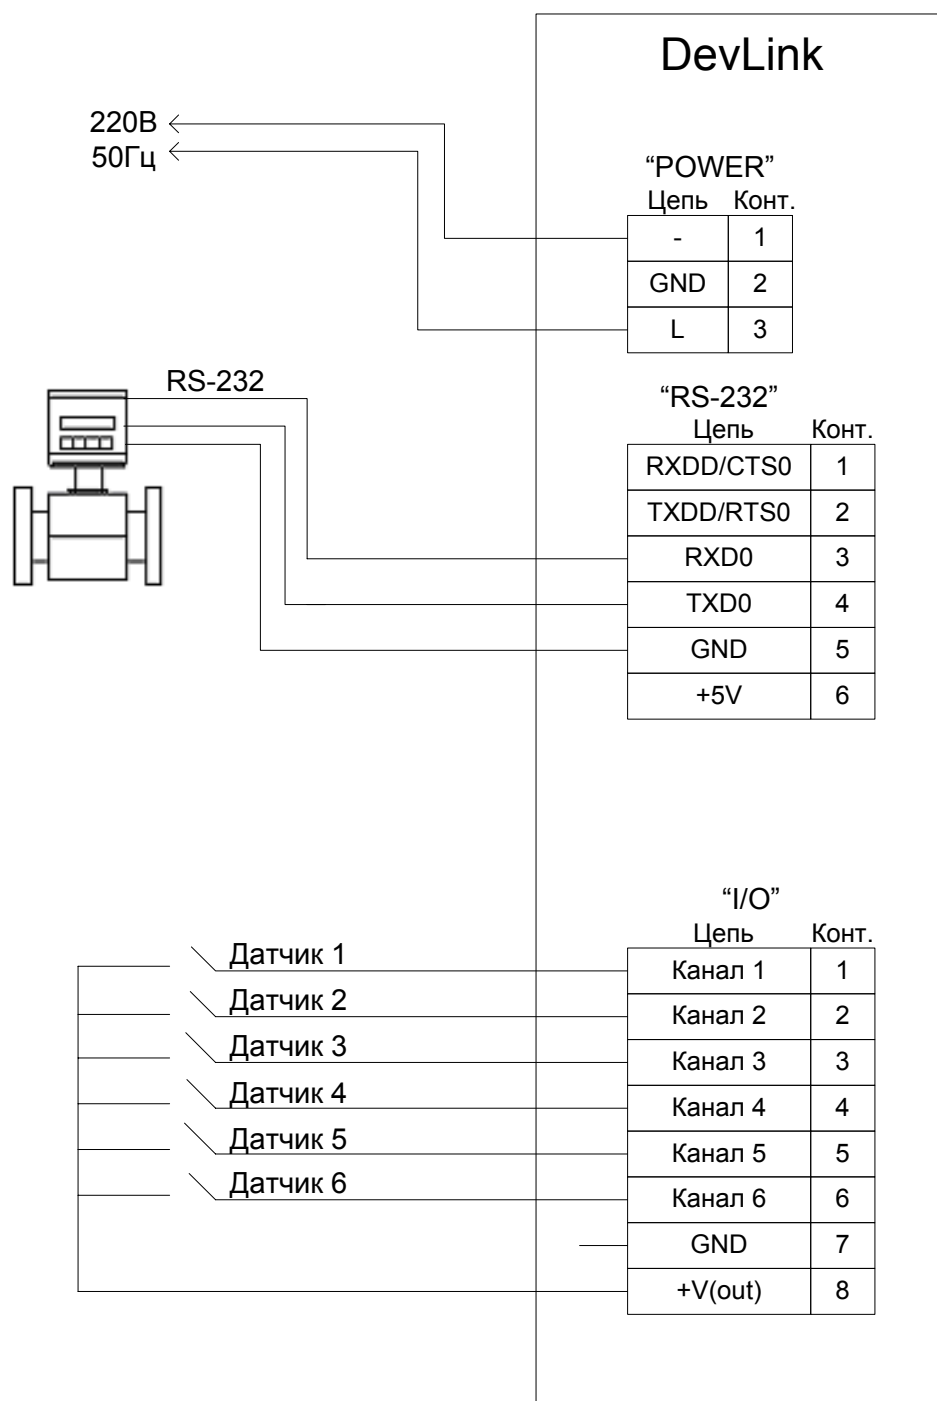 DevLink
220В
50Гц
“POWER”
Цепь Конт.
- 1
GND 2
L 3
RS-232
“RS-232”
Цепь Конт.
RXDD/CTS0 1
TXDD/RTS0 2
RXD0 3
TXD0 4
GND 5
+5V 6
“I/O”
Цепь Конт.
Датчик 1 Канал 1 1
Датчик 2 Канал 2 2
Датчик 3 Канал 3 3
Датчик 4 Канал 4 4
Датчик 5 Канал 5 5
Датчик 6 Канал 6 6
GND 7
+V(out) 8